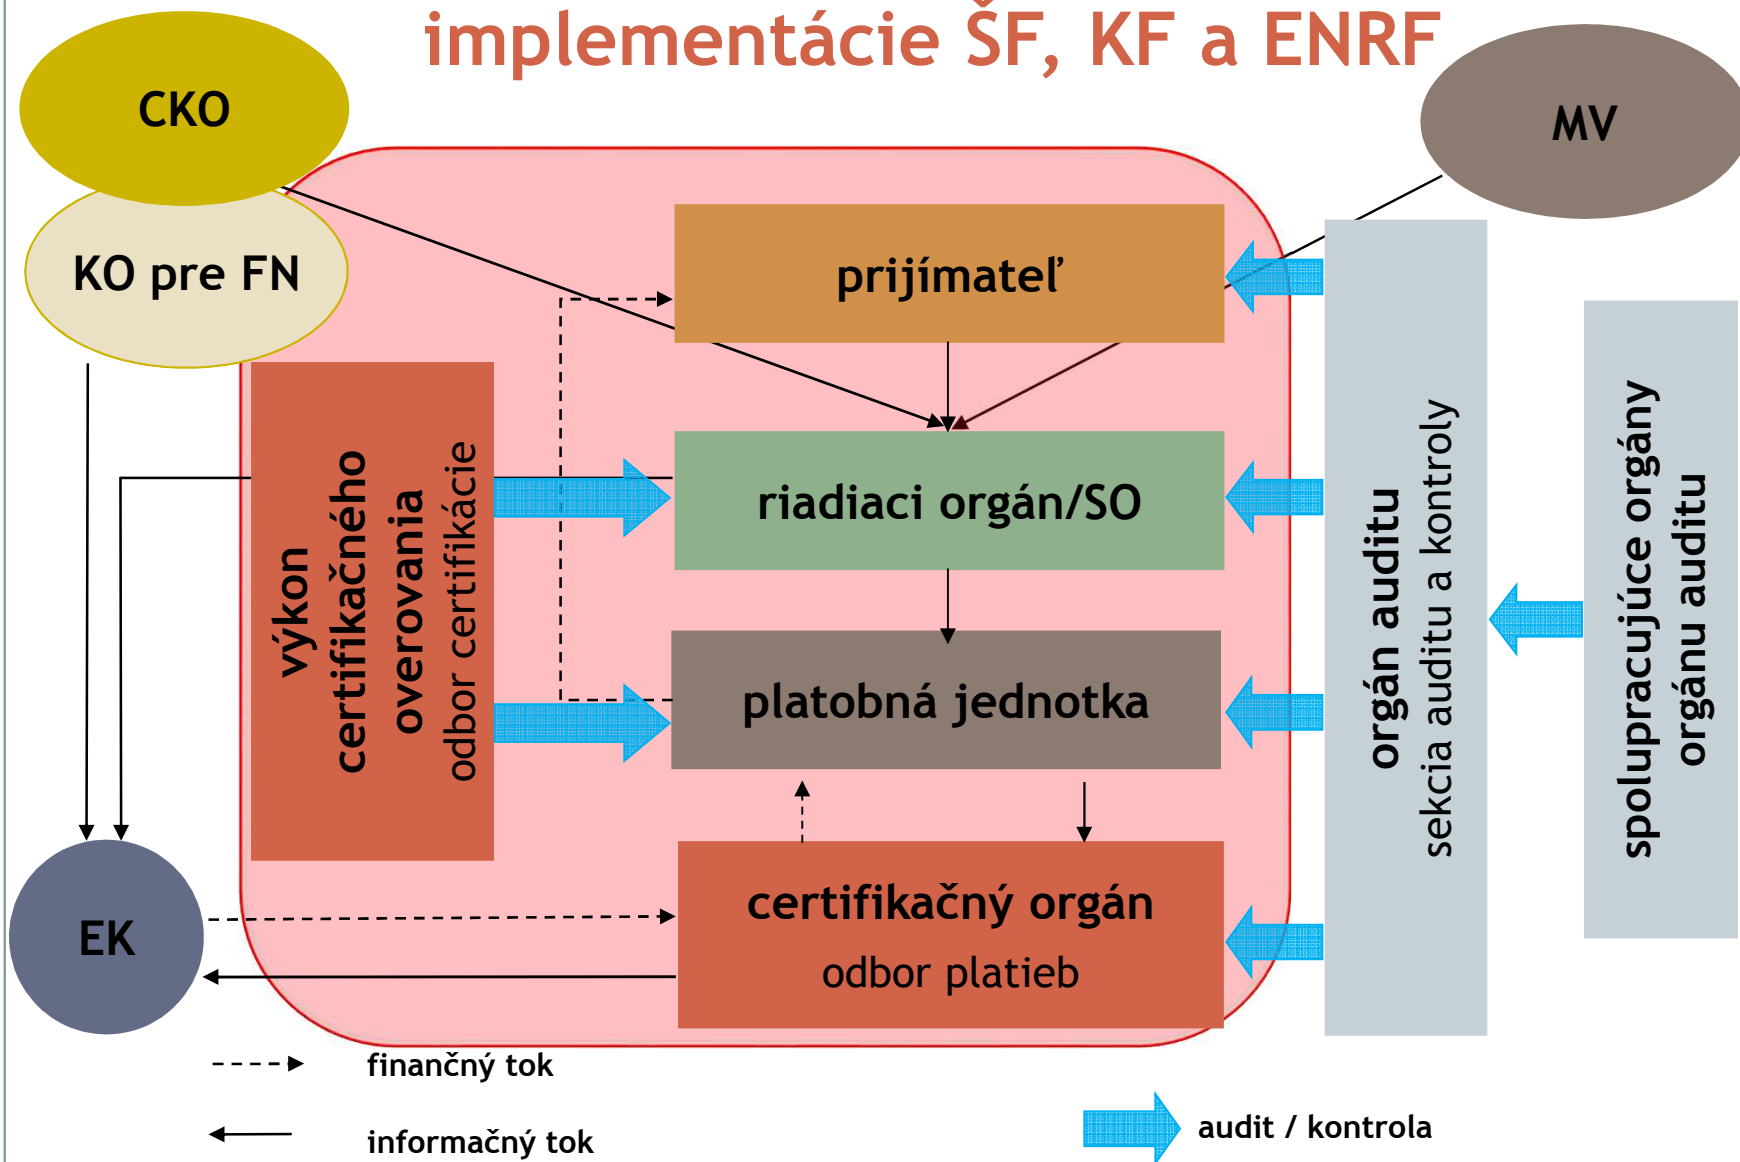 implementácie ŠF, KF a ENRF
CKO
MV
KO pre FN
prijímateľ
výkon
certifikačného
overovania
odbor certifikácie
riadiaci orgán/SO
orgán auditu
sekcia auditu a kontroly
spolupracujúce orgány
orgánu auditu
platobná jednotka
certifikačný orgán
odbor platieb
EK
finančný tok
informačný tok
audit / kontrola